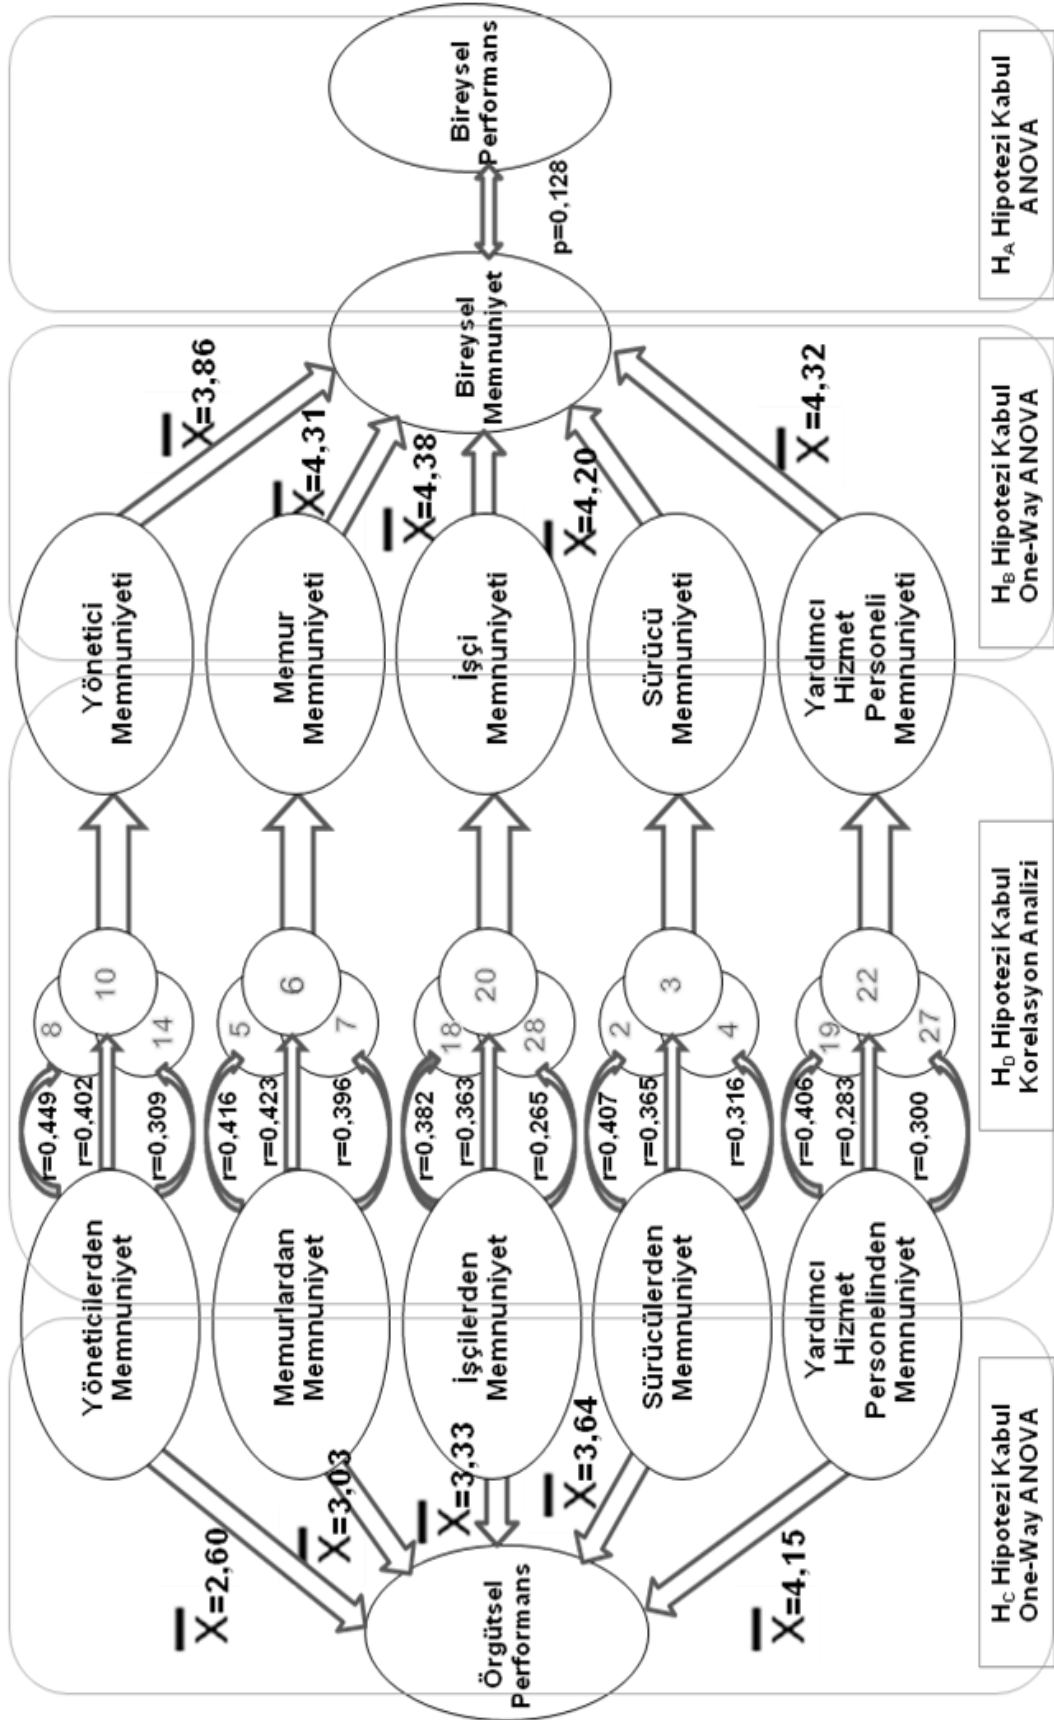 Örgütsel
Performans
X=2,60
X=3,03
X=3,33
X=3,64
X=4,15
H_C Hipotezi Kabul
One-Way ANOVA
Yöneticilerden
Memnuniyet
Memurlardan
Memnuniyet
İşçilerden
Memnuniyet
Sürücülerden
Memnuniyet
Yardımcı
Hizmet
Personelinden
Memnuniyet
r=0,449
r=0,402
r=0,309
r=0,416
r=0,423
r=0,396
r=0,382
r=0,363
r=0,265
r=0,407
r=0,365
r=0,316
r=0,406
r=0,283
r=0,300
8
10
14
5
6
7
18
20
28
2
3
4
19
22
27
H_D Hipotezi Kabul
Korelasyon Analizi
Yönetici
Memnuniyeti
Memur
Memnuniyeti
İşçi
Memnuniyeti
Sürücü
Memnuniyeti
Yardımcı
Hizmet
Personeli
Memnuniyeti
X=3,86
X=4,31
X=4,38
X=4,20
X=4,32
H_B Hipotezi Kabul
One-Way ANOVA
Bireysel
Memnuniyet
p=0,128
Bireysel
Performans
H_A Hipotezi Kabul
ANOVA